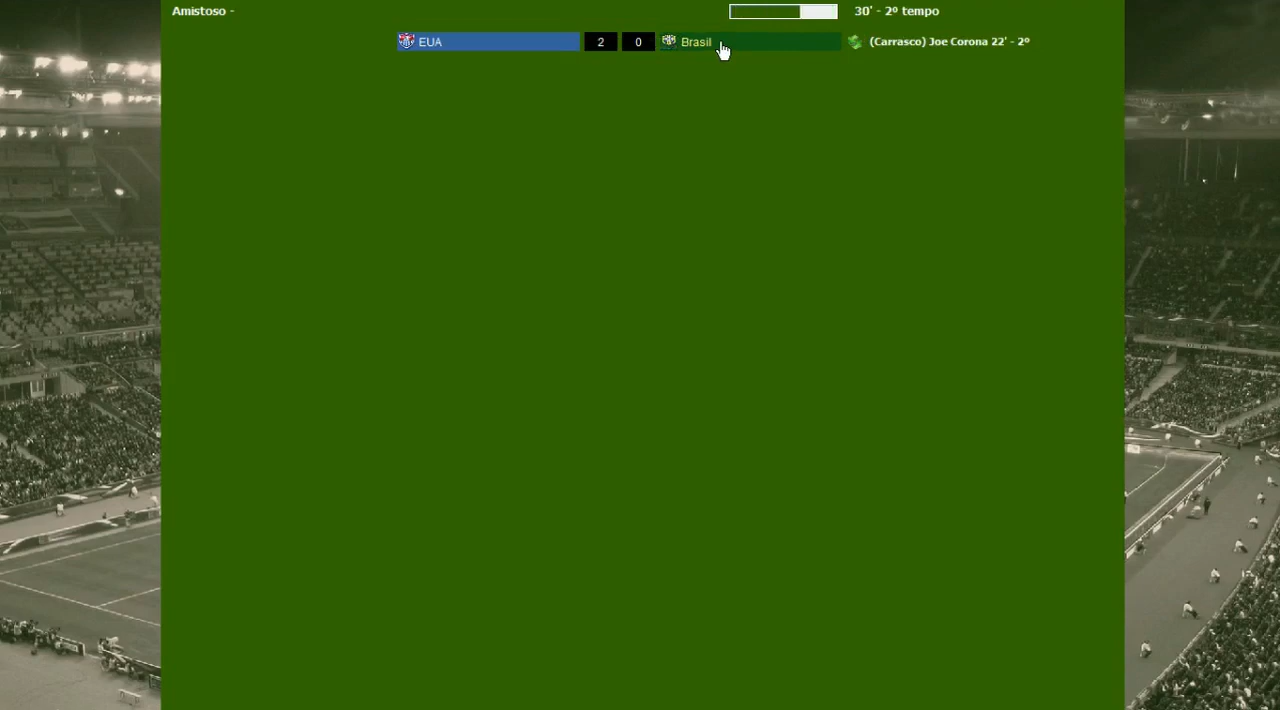 Amistoso - 30' - 2º tempo
EUA 2 0 Brasil (Carrasco) Joe Corona 22' - 2º